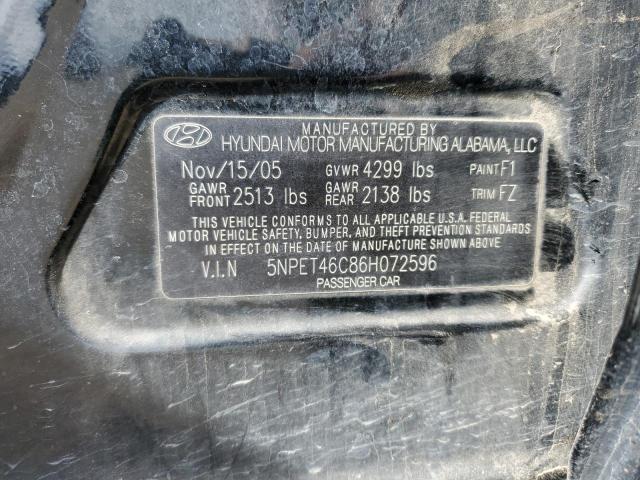 MANUFACTURED BY
HYUNDAI MOTOR MANUFACTURING ALABAMA, LLC
Nov/15/05 GVWR 4299 lbs PAINT F1
GAWR FRONT 2513 lbs GAWR REAR 2138 lbs TRIM FZ
THIS VEHICLE CONFORMS TO ALL APPLICABLE U.S.A. FEDERAL
MOTOR VEHICLE SAFETY, BUMPER, AND THEFT PREVENTION STANDARDS
IN EFFECT ON THE DATE OF MANUFACTURE SHOWN ABOVE
V.I.N 5NPET46C86H072596
PASSENGER CAR